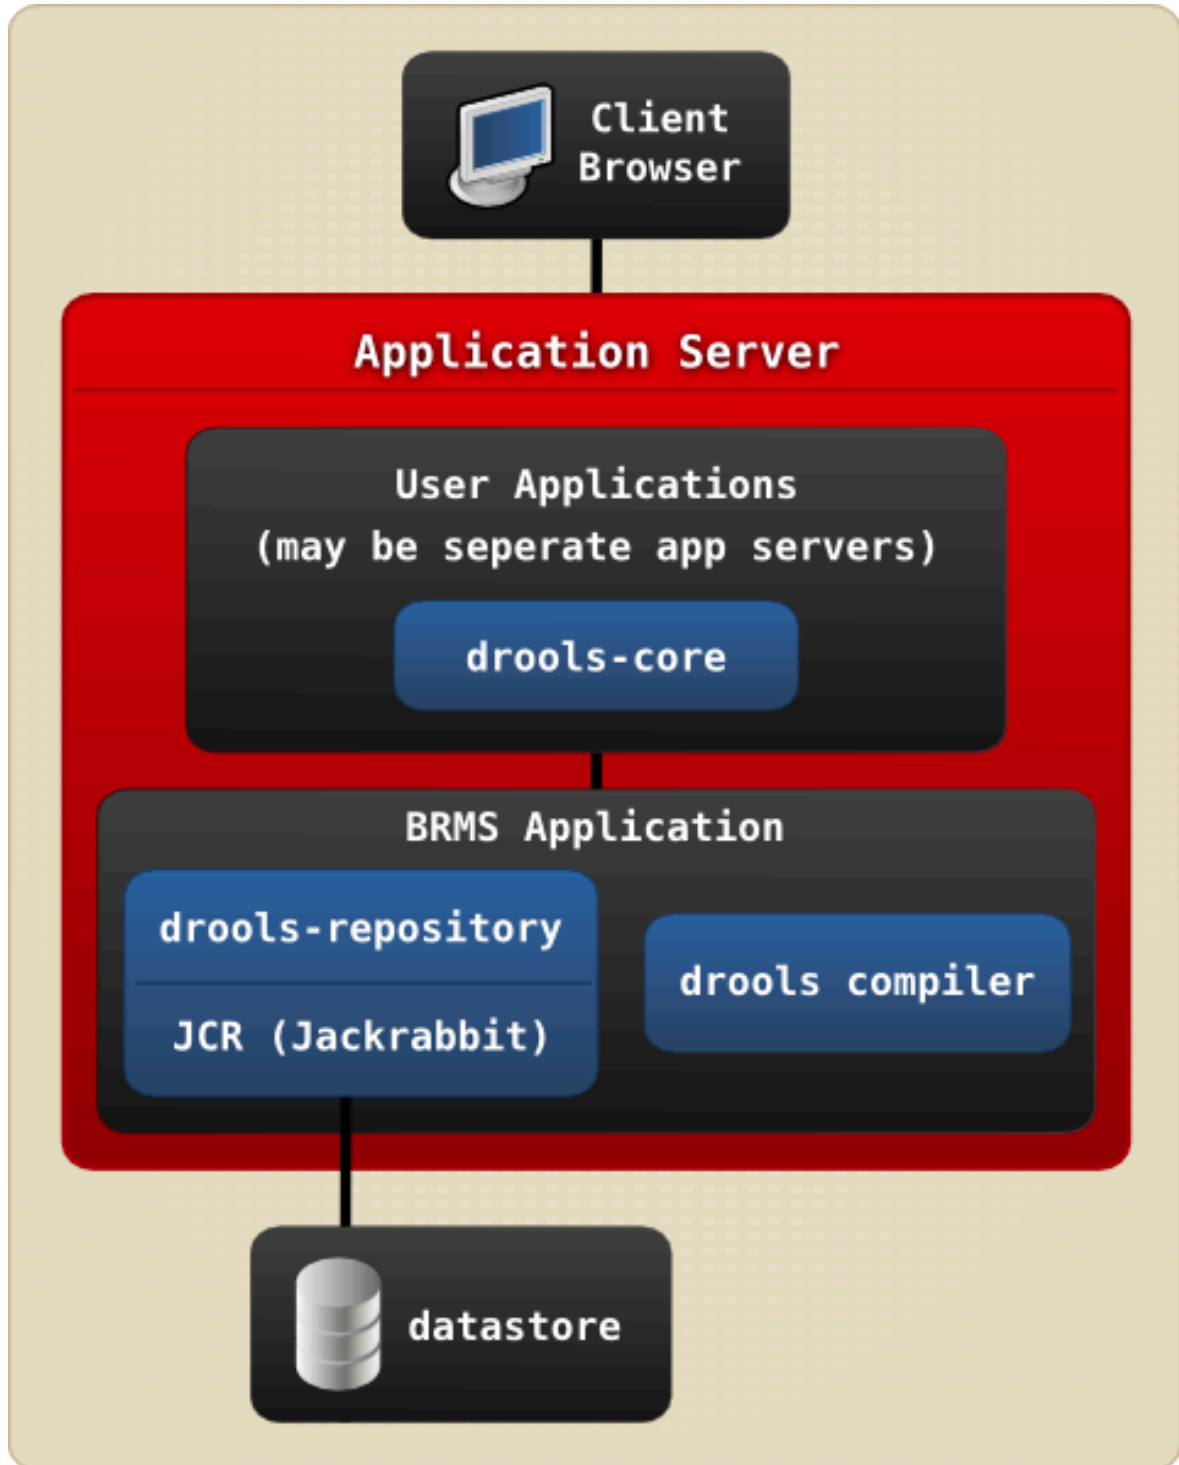 Client
Browser
Application Server
User Applications
(may be seperate app servers)
drools-core
BRMS Application
drools-repository
JCR (Jackrabbit)
drools compiler
datastore